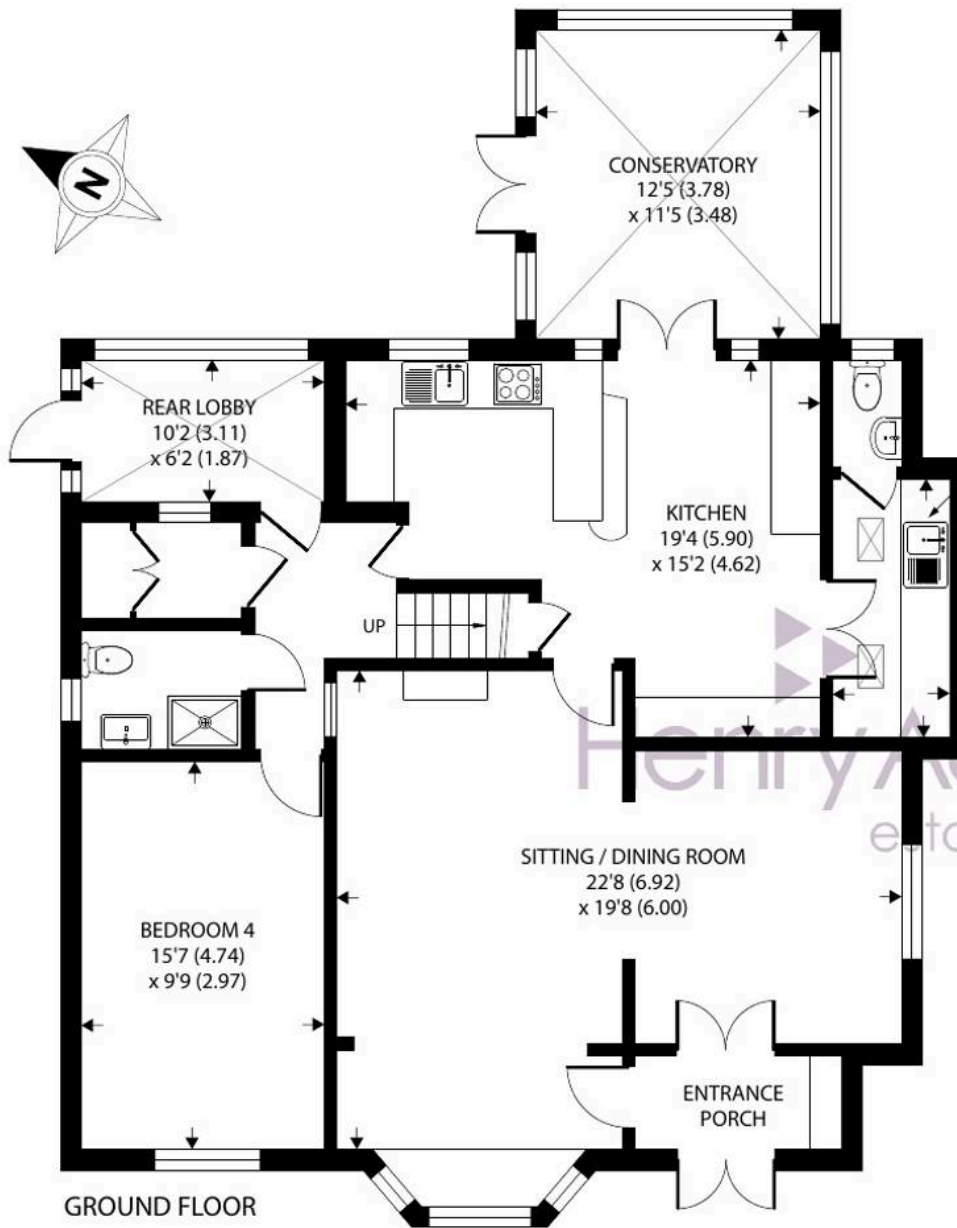 CONSERVATORY
12'5 (3.78)
x 11'5 (3.48)
N
REAR LOBBY
10'2 (3.11)
x 6'2 (1.87)
KITCHEN
19'4 (5.90)
x 15'2 (4.62)
UP
Henry
SITTING / DINING ROOM
22'8 (6.92)
x 19'8 (6.00)
BEDROOM 4
15'7 (4.74)
x 9'9 (2.97)
ENTRANCE
PORCH
GROUND FLOOR